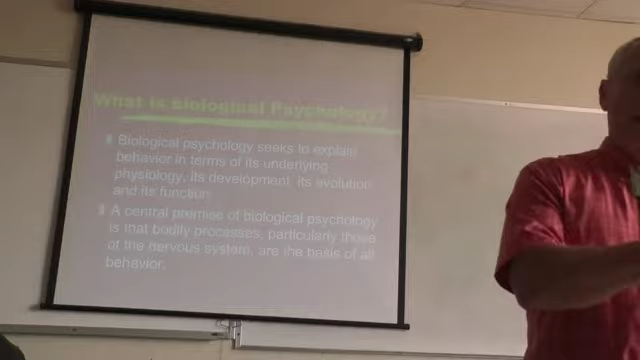 What is Biological Psychology?
Biological psychology seeks to explain
behavior in terms of its underlying
physiology, its development, its evolution
and its function.
A central premise of biological psychology
is that bodily processes, particularly those
of the nervous system, are the basis of all
behavior.